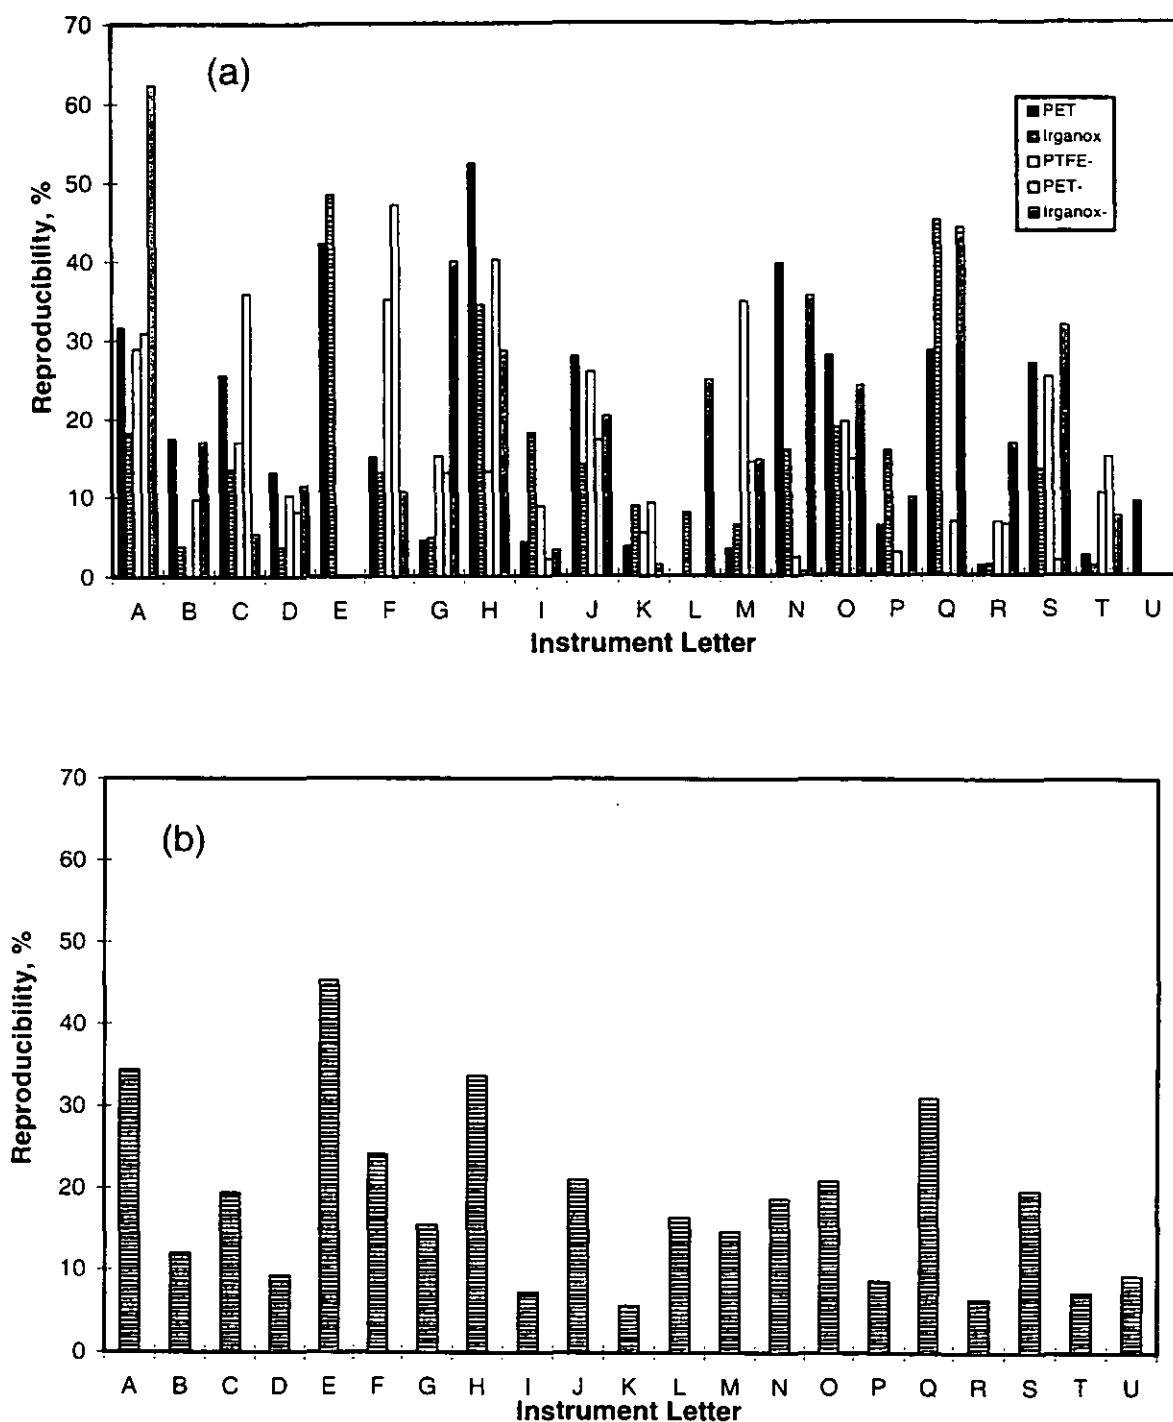 70
(a)
60
PET
Irganox
PTFE-
PET-
Irganox-
50
40
30
20
10
0
Reproducibility, %
A B C D E F G H I J K L M N O P Q R S T U
Instrument Letter
70
(b)
60
50
40
30
20
10
0
Reproducibility, %
A B C D E F G H I J K L M N O P Q R S T U
Instrument Letter